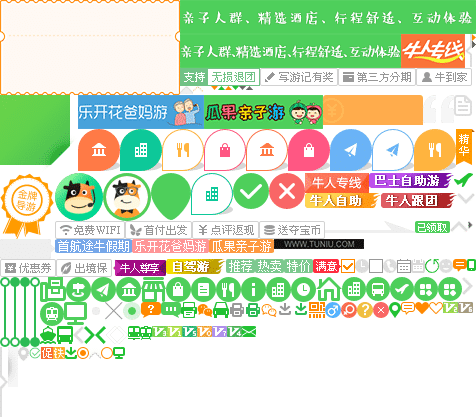 亲子人群、精选酒店、行程舒适、互动体验
亲子人群、精选酒店、行程舒适、互动体验
牛人专线
支持 无损退团 写游记有奖 第三方分期 牛到家
乐开花爸妈游 瓜果亲子游
精华
金牌导游
牛人专线 巴士自助游
牛人自助 牛人跟团
免费WIFI 首付出发 点评返现 送夺宝币
已领取
首航途牛假期 乐开花爸妈游 瓜果亲子游 WWW.TUNIU.COM
优惠券 出境保 牛人尊享 自驾游 推荐 热卖 特价 满意
促销